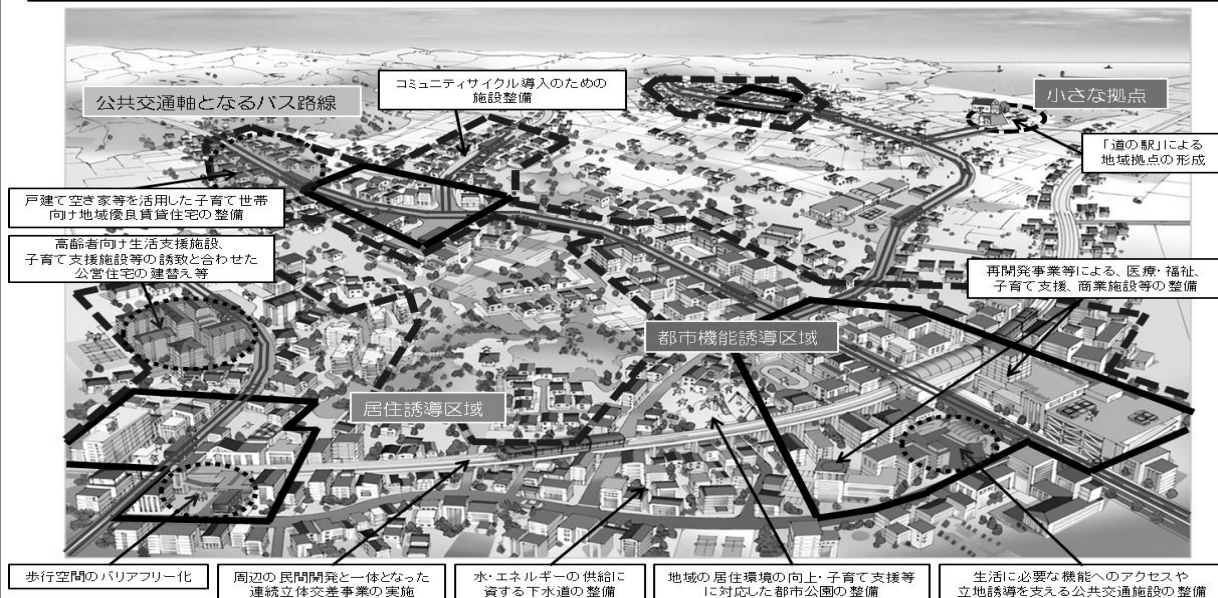 コミュニティサイクル導入のための
施設整備
公共交通軸となるバス路線
小さな拠点
「道の駅」による
地域拠点の形成
戸建て空き家等を活用した子育て世帯
向け地域優良賃貸住宅の整備
高齢者向け生活支援施設、
子育て支援施設等の誘致と合わせた
公営住宅の建替え等
再開発事業等による、医療・福祉、
子育て支援、商業施設等の整備
都市機能誘導区域
居住誘導区域
歩行空間のバリアフリー化
周辺の民間開発と一体となった
連続立体交差事業の実施
水・エネルギーの供給に
資する下水道の整備
地域の居住環境の向上・子育て支援等
に対応した都市公園の整備
生活に必要な機能へのアクセスや
立地誘導を支える公共交通施設の整備